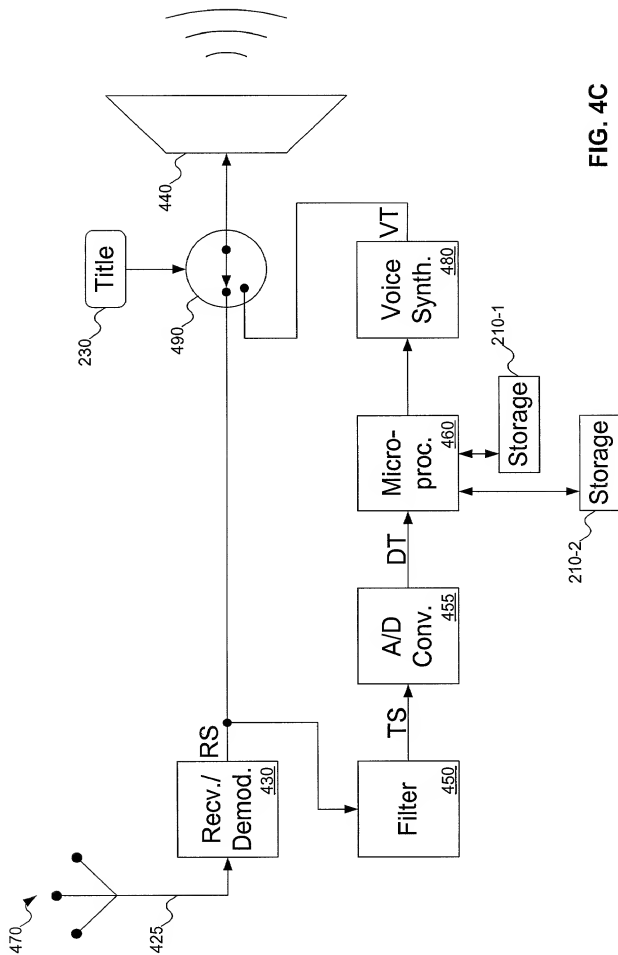 470
425
Recv./
Demod.
430
RS
Title
230
490
440
Filter
450
TS
A/D
Conv.
455
DT
Micro-
proc.
460
Voice
Synth.
480
VT
Storage
210-1
Storage
210-2
FIG. 4C